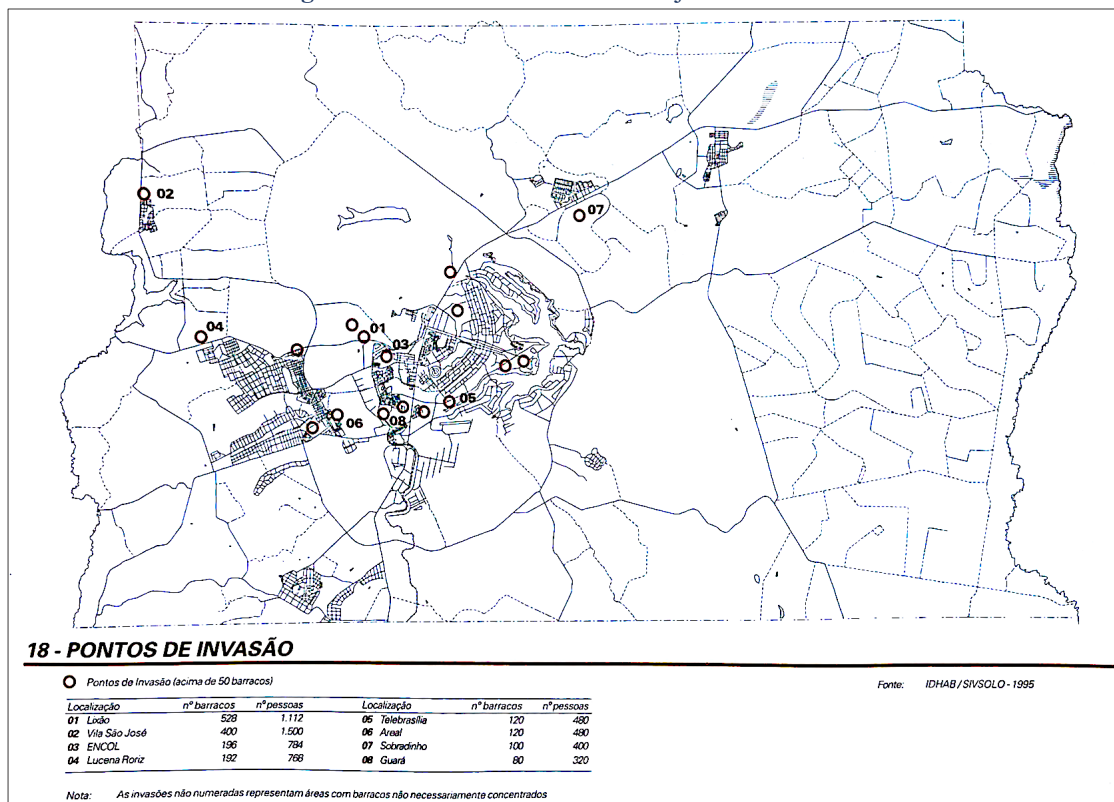 02
07
04
01
03
05
06
08
18 - PONTOS DE INVASÃO
Pontos de Invasão (acima de 50 barracos)
Fonte: IDHAB / SIVSOLO - 1995
Localização nº barracos nº pessoas Localização nº barracos nº pessoas
01 Lixão 528 1.112 05 Telebrasília 120 480
02 Vila São José 400 1.500 06 Areal 120 480
03 ENCOL 196 784 07 Sobradinho 100 400
04 Lucena Roriz 192 768 08 Guará 80 320
Nota: As invasões não numeradas representam áreas com barracos não necessariamente concentrados